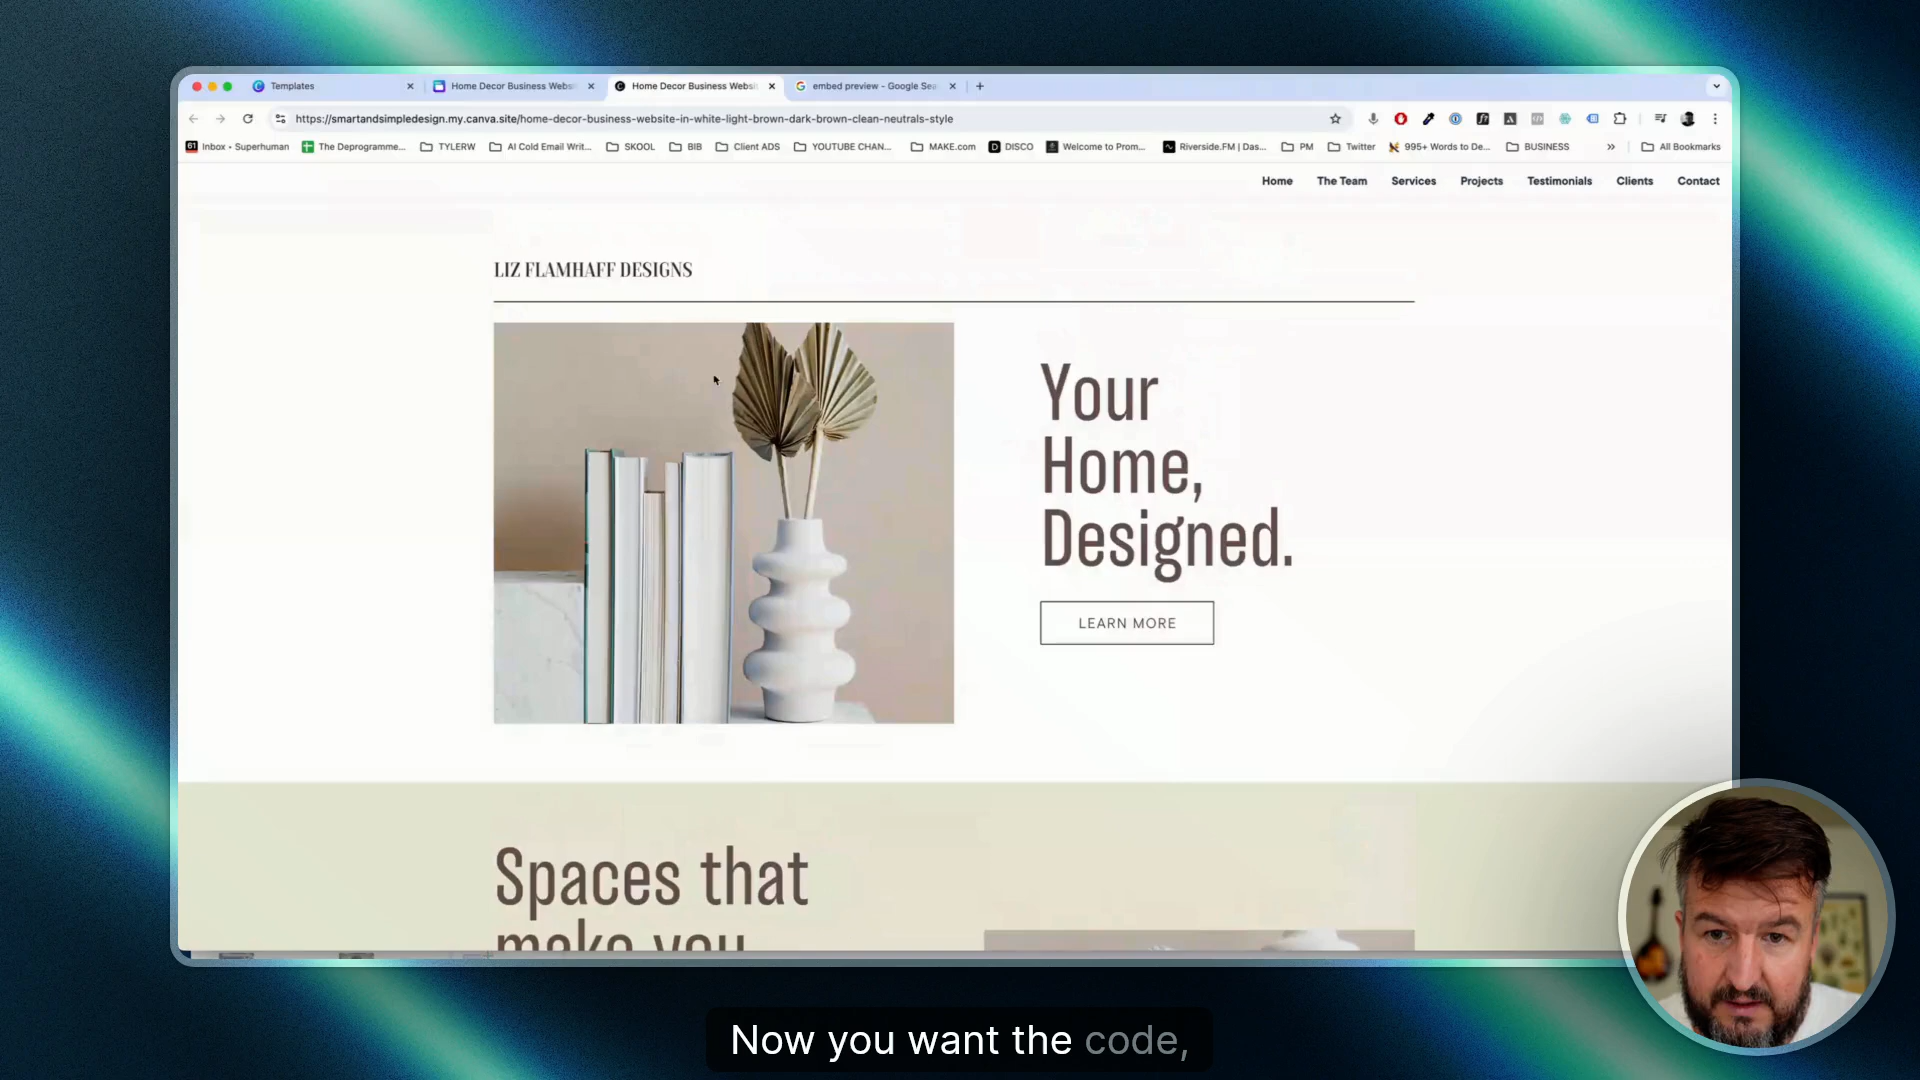 Templates
Home Decor Business Websi
Home Decor Business Websi
embed preview - Google Sea
https://smartandsimpledesign.my.canva.site/home-decor-business-website-in-white-light-brown-dark-brown-clean-neutrals-style
61 Inbox • Superhuman
The Deprogramme...
TYLERW
AI Cold Email Writ...
SKOOL
BIB
Client ADS
YOUTUBE CHAN...
MAKE.com
DISCO
Welcome to Prom...
Riverside.FM | Das...
PM
Twitter
995+ Words to De...
BUSINESS
»
All Bookmarks
Home The Team Services Projects Testimonials Clients Contact
LIZ FLAMHAFF DESIGNS
Your
Home,
Designed.
LEARN MORE
Spaces that
make you
Now you want the code,